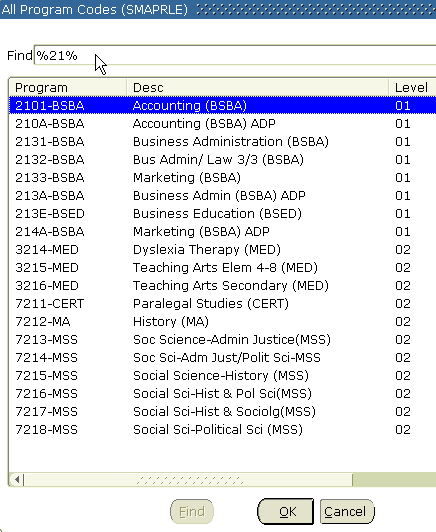 All Program Codes (SMAPRLE)
Find %21%
Program Desc Level
2101-BSBA Accounting (BSBA) 01
210A-BSBA Accounting (BSBA) ADP 01
2131-BSBA Business Administration (BSBA) 01
2132-BSBA Bus Admin/ Law 3/3 (BSBA) 01
2133-BSBA Marketing (BSBA) 01
213A-BSBA Business Admin (BSBA) ADP 01
213E-BSED Business Education (BSED) 01
214A-BSBA Marketing (BSBA) ADP 01
3214-MED Dyslexia Therapy (MED) 02
3215-MED Teaching Arts Elem 4-8 (MED) 02
3216-MED Teaching Arts Secondary (MED) 02
7211-CERT Paralegal Studies (CERT) 02
7212-MA History (MA) 02
7213-MSS Soc Science-Admin Justice(MSS) 02
7214-MSS Soc Sci-Adm Just/Polit Sci-MSS 02
7215-MSS Social Science-History (MSS) 02
7216-MSS Social Sci-Hist & Pol Sci(MSS) 02
7217-MSS Social Sci-Hist & Sociolg(MSS) 02
7218-MSS Social Sci-Political Sci (MSS) 02
Find OK Cancel